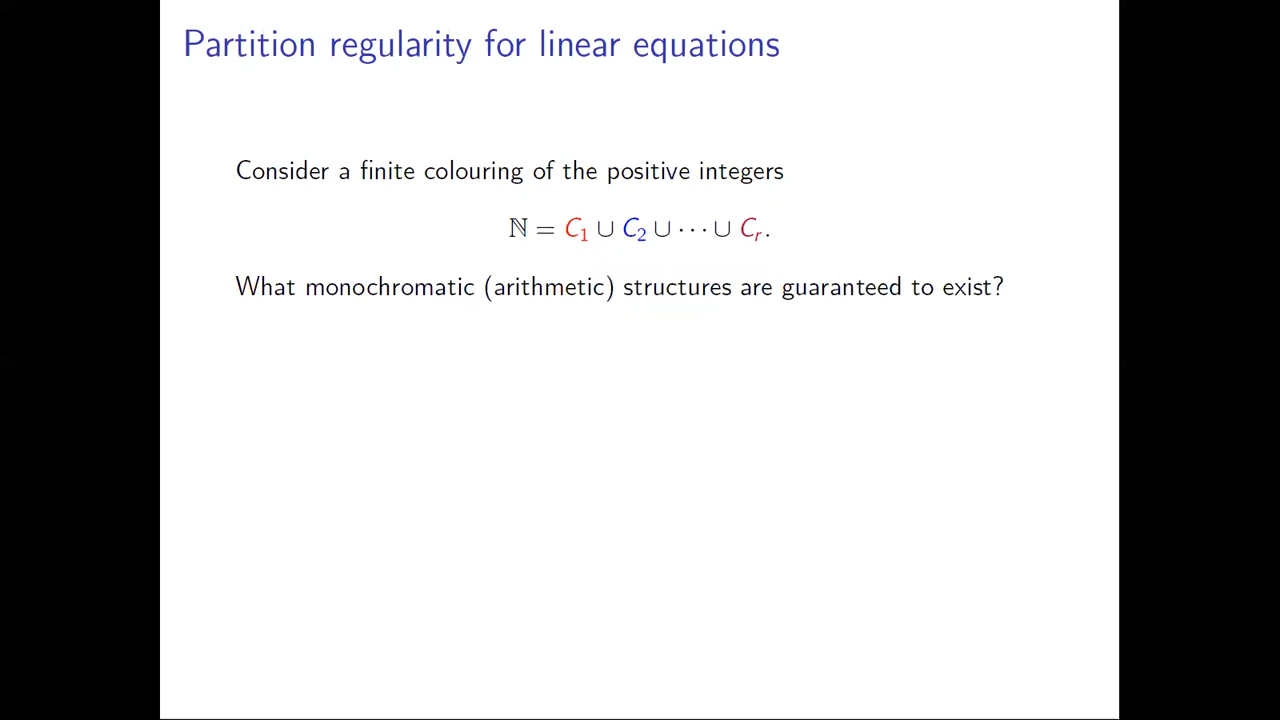 Partition regularity for linear equations
Consider a finite colouring of the positive integers
ℕ = C₁ ∪ C₂ ∪ ⋯ ∪ Cᵣ.
What monochromatic (arithmetic) structures are guaranteed to exist?